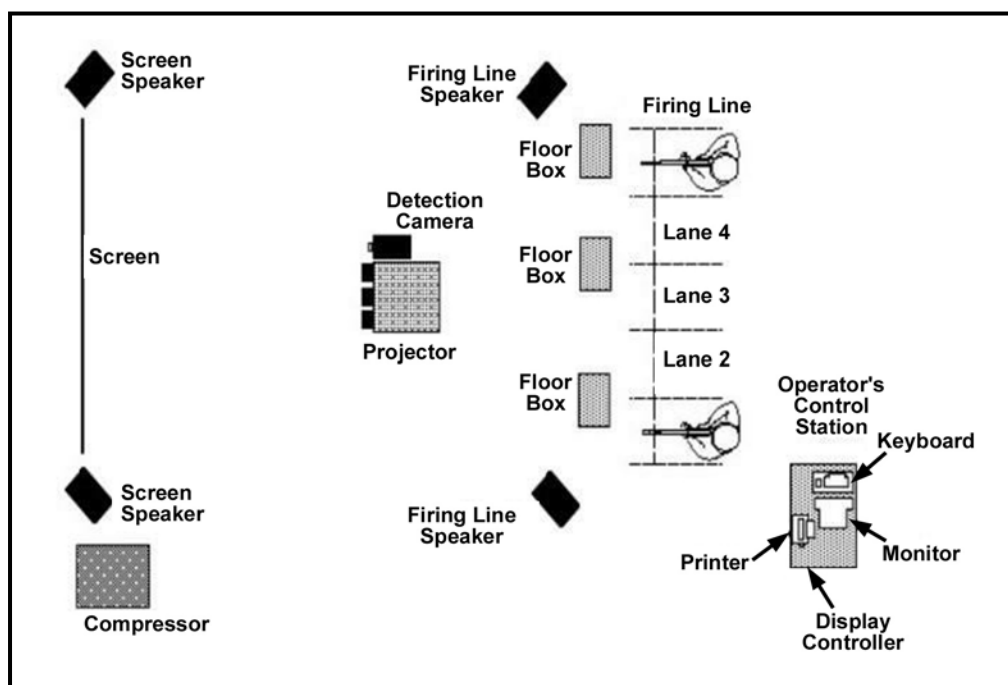 Screen
Speaker
Firing Line
Speaker
Firing Line
Floor
Box
Detection
Camera
Lane 4
Screen
Floor
Box
Lane 3
Projector
Lane 2
Floor
Box
Operator's
Control
Station
Keyboard
Screen
Speaker
Firing Line
Speaker
Printer
Monitor
Compressor
Display
Controller